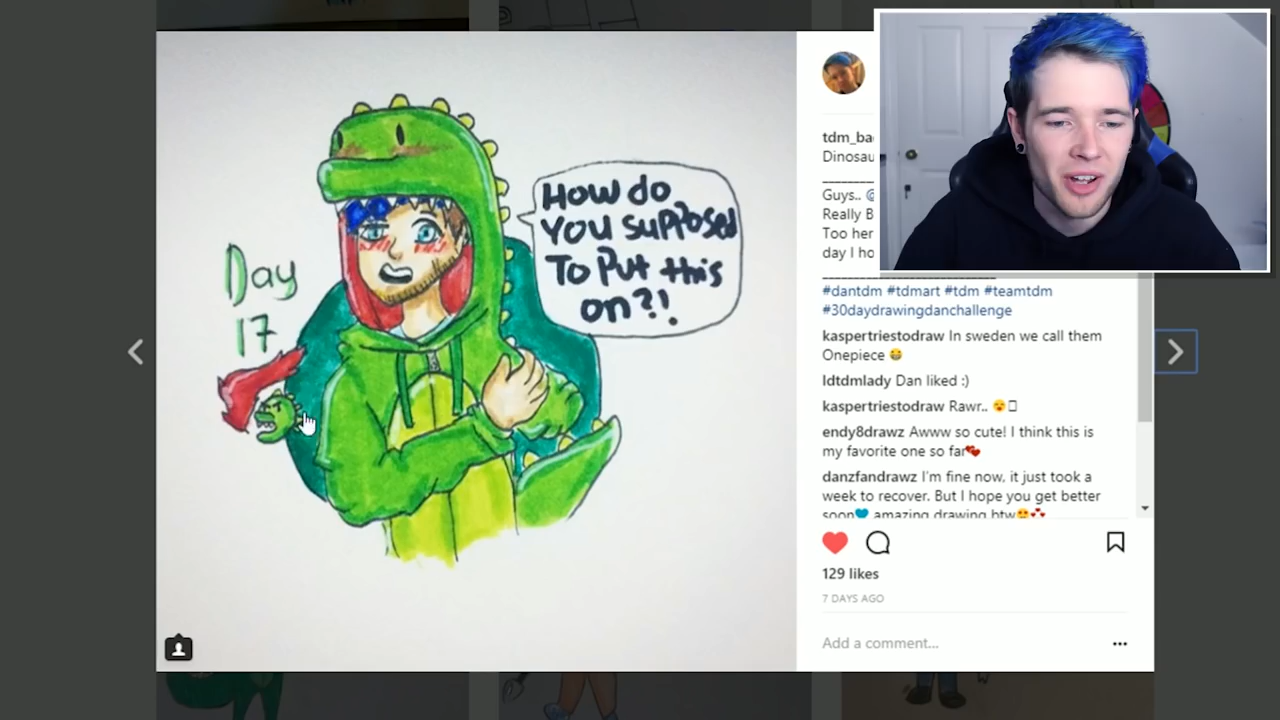 Day
17
How do
You supposed
To Put this
on?!
tdm_ba
Dinosau
Guys.. @
Really B
Too her
day I ho
#dantdm #tdmart #tdm #teamtdm
#30daydrawingdanchallenge
kaspertriestodraw In sweden we call them
Onepiece 😄
ldtdmlady Dan liked :)
kaspertriestodraw Rawr.. 😲
endy8drawz Awww so cute! I think this is
my favorite one so far💕
danzfandrawz I'm fine now, it just took a
week to recover. But I hope you get better
soon💙 amazing drawing btw😍💕
129 likes
7 DAYS AGO
Add a comment...